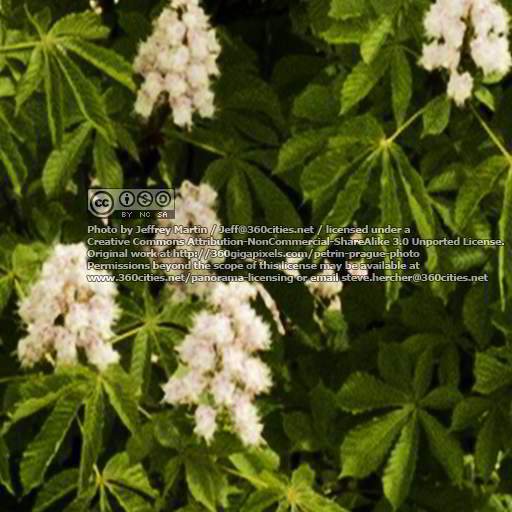 cc
BY NC SA
Photo by Jeffrey Martin / Jeff@360cities.net / licensed under a
Creative Commons Attribution-NonCommercial-ShareAlike 3.0 Unported License.
Original work at http://360gigapixels.com/petrin-prague-photo
Permissions beyond the scope of this license may be available at
www.360cities.net/panorama-licensing or email steve.hercher@360cities.net